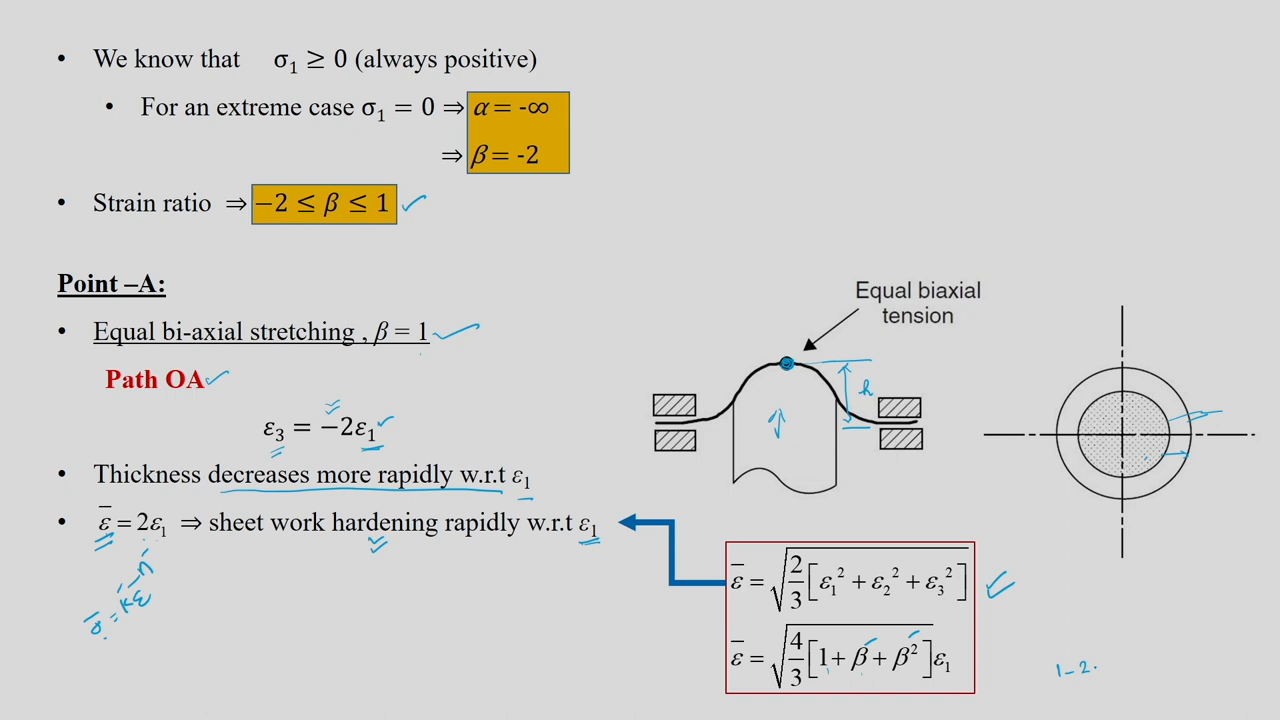 • We know that σ₁ ≥ 0 (always positive)
• For an extreme case σ₁ = 0 ⇒ α = -∞
⇒ β = -2
• Strain ratio ⇒ −2 ≤ β ≤ 1
Point –A:
• Equal bi-axial stretching , β = 1
Path OA
ε₃ = −2ε₁
• Thickness decreases more rapidly w.r.t ε₁
• ε̅ = 2ε₁ ⇒ sheet work hardening rapidly w.r.t ε₁
σ̅ = kε̅ⁿ
Equal biaxial
tension
h
ε̅ = √(2/3 [ε₁² + ε₂² + ε₃²])
ε̅ = √(4/3 [1 + β + β²]) ε₁
1 – 2.